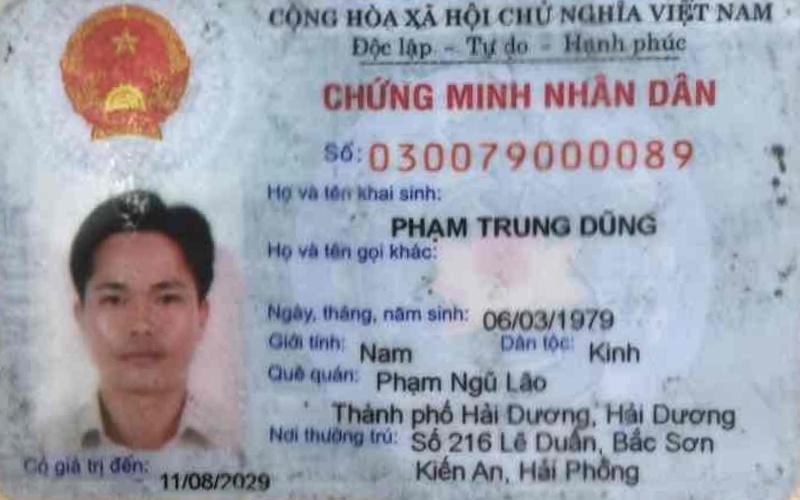 CỘNG HÒA XÃ HỘI CHỦ NGHĨA VIỆT NAM
Độc lập - Tự do - Hạnh phúc
CHỨNG MINH NHÂN DÂN
Số: 030079000089
Họ và tên khai sinh:
PHẠM TRUNG DŨNG
Họ và tên gọi khác:
Ngày, tháng, năm sinh: 06/03/1979
Giới tính: Nam Dân tộc: Kinh
Quê quán: Phạm Ngũ Lão
Thành phố Hải Dương, Hải Dương
Nơi thường trú: Số 216 Lê Duẩn, Bắc Sơn
Kiến An, Hải Phòng
Có giá trị đến: 11/08/2029